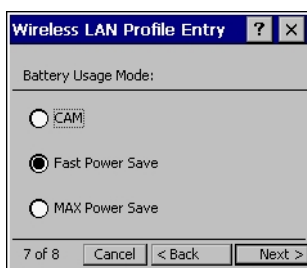 Wireless LAN Profile Entry ? ×
Battery Usage Mode:
CAM
Fast Power Save
MAX Power Save
7 of 8 Cancel < Back Next >